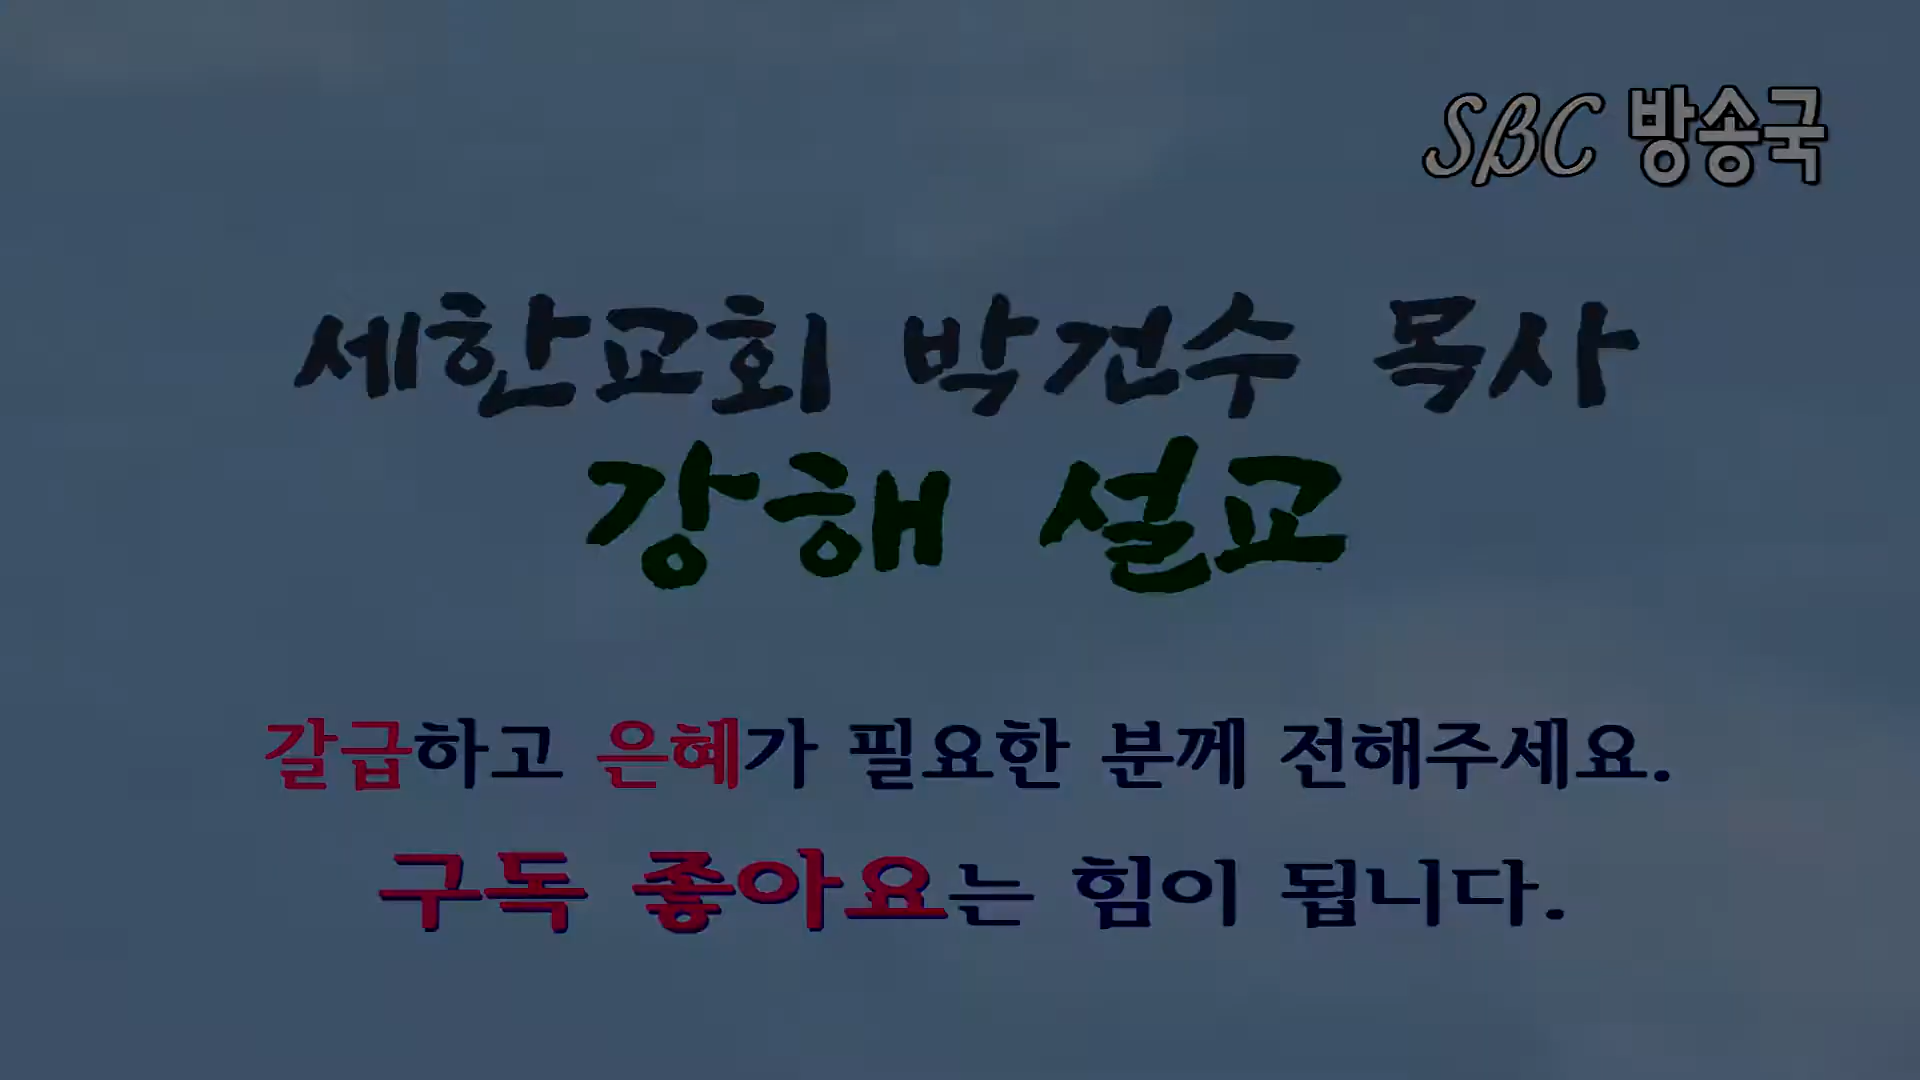 SBC 방송국
세한교회 박건수 목사
강해 설교
갈급하고 은혜가 필요한 분께 전해주세요.
구독 좋아요는 힘이 됩니다.